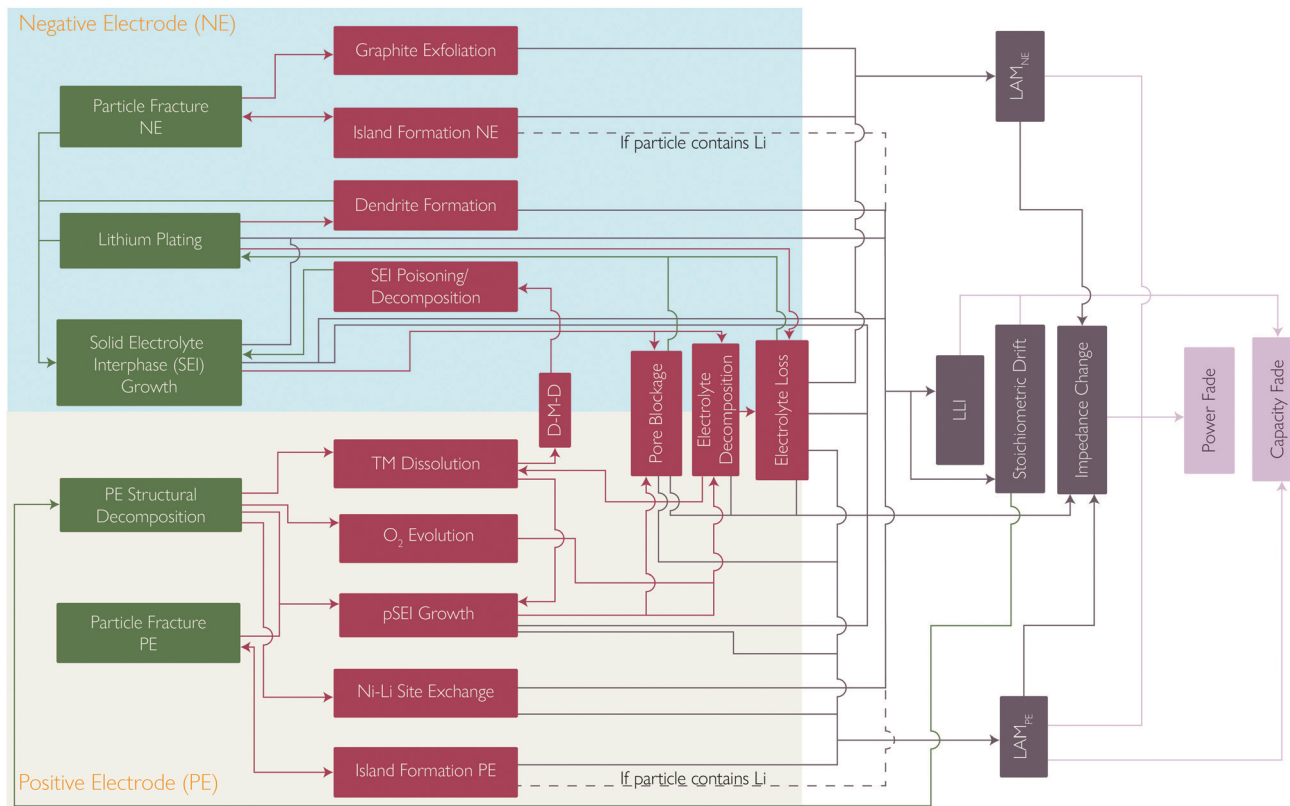 Negative Electrode (NE)
Graphite Exfoliation
Particle Fracture
NE
Island Formation NE
If particle contains Li
Dendrite Formation
Lithium Plating
SEI Poisoning/
Decomposition
Solid Electrolyte
Interphase (SEI)
Growth
D-M-D
Pore Blockage
Electrolyte
Decomposition
Electrolyte Loss
TM Dissolution
PE Structural
Decomposition
O₂ Evolution
Particle Fracture
PE
pSEI Growth
Ni-Li Site Exchange
Island Formation PE
If particle contains Li
Positive Electrode (PE)
LAM_NE
LLI
Stoichiometric Drift
Impedance Change
Power Fade
Capacity Fade
LAM_PE